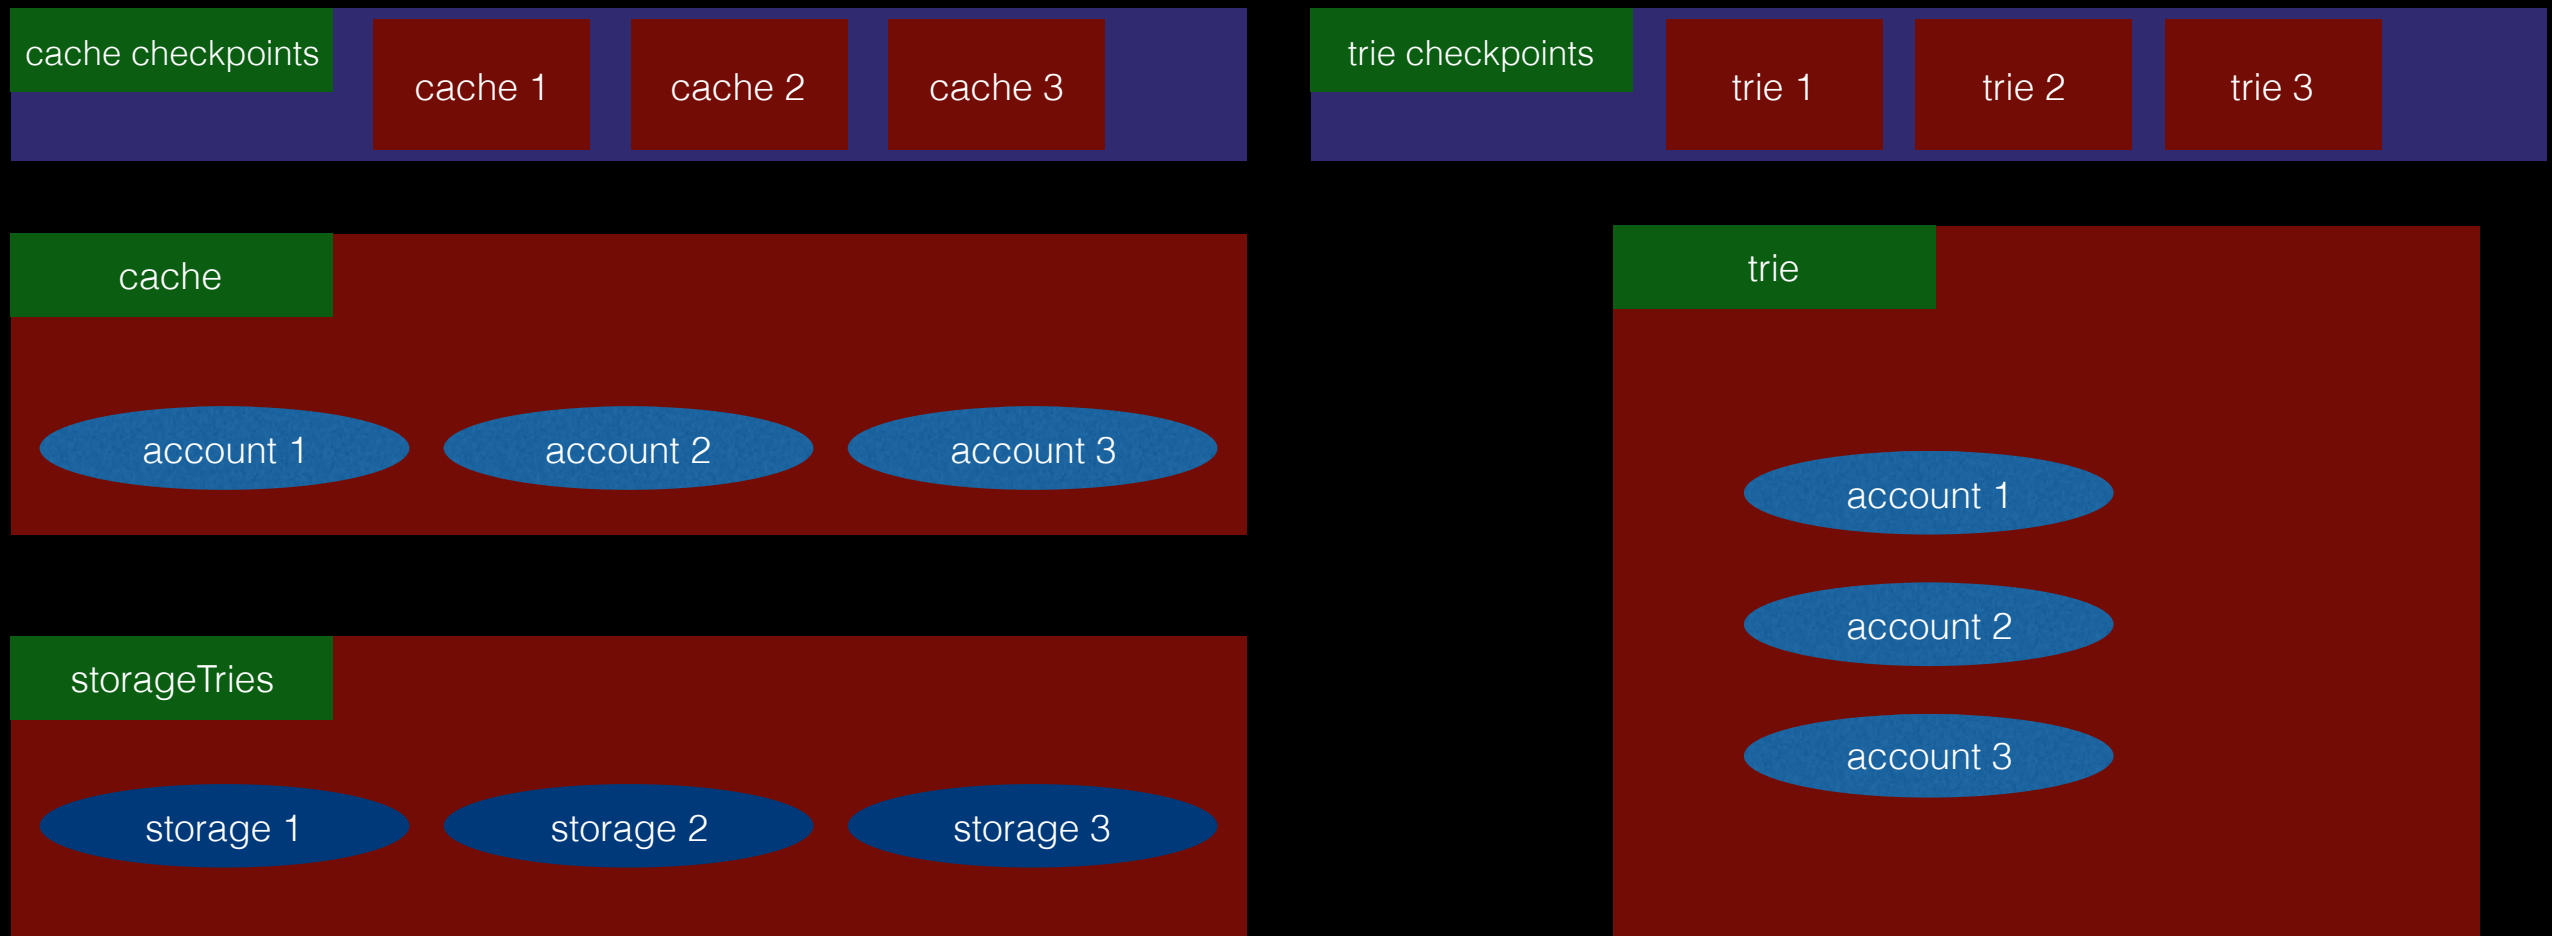 cache checkpoints
cache 1
cache 2
cache 3
trie checkpoints
trie 1
trie 2
trie 3
cache
account 1
account 2
account 3
storageTries
storage 1
storage 2
storage 3
trie
account 1
account 2
account 3